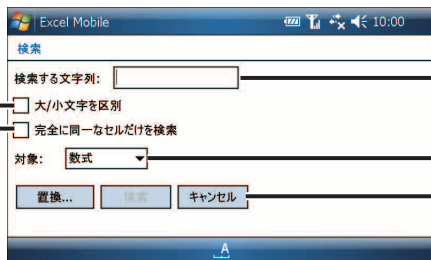 Excel Mobile 10:00
検索
検索する文字列:
大/小文字を区別
完全に同一なセルだけを検索
対象: 数式
置換... 検索 キャンセル
A